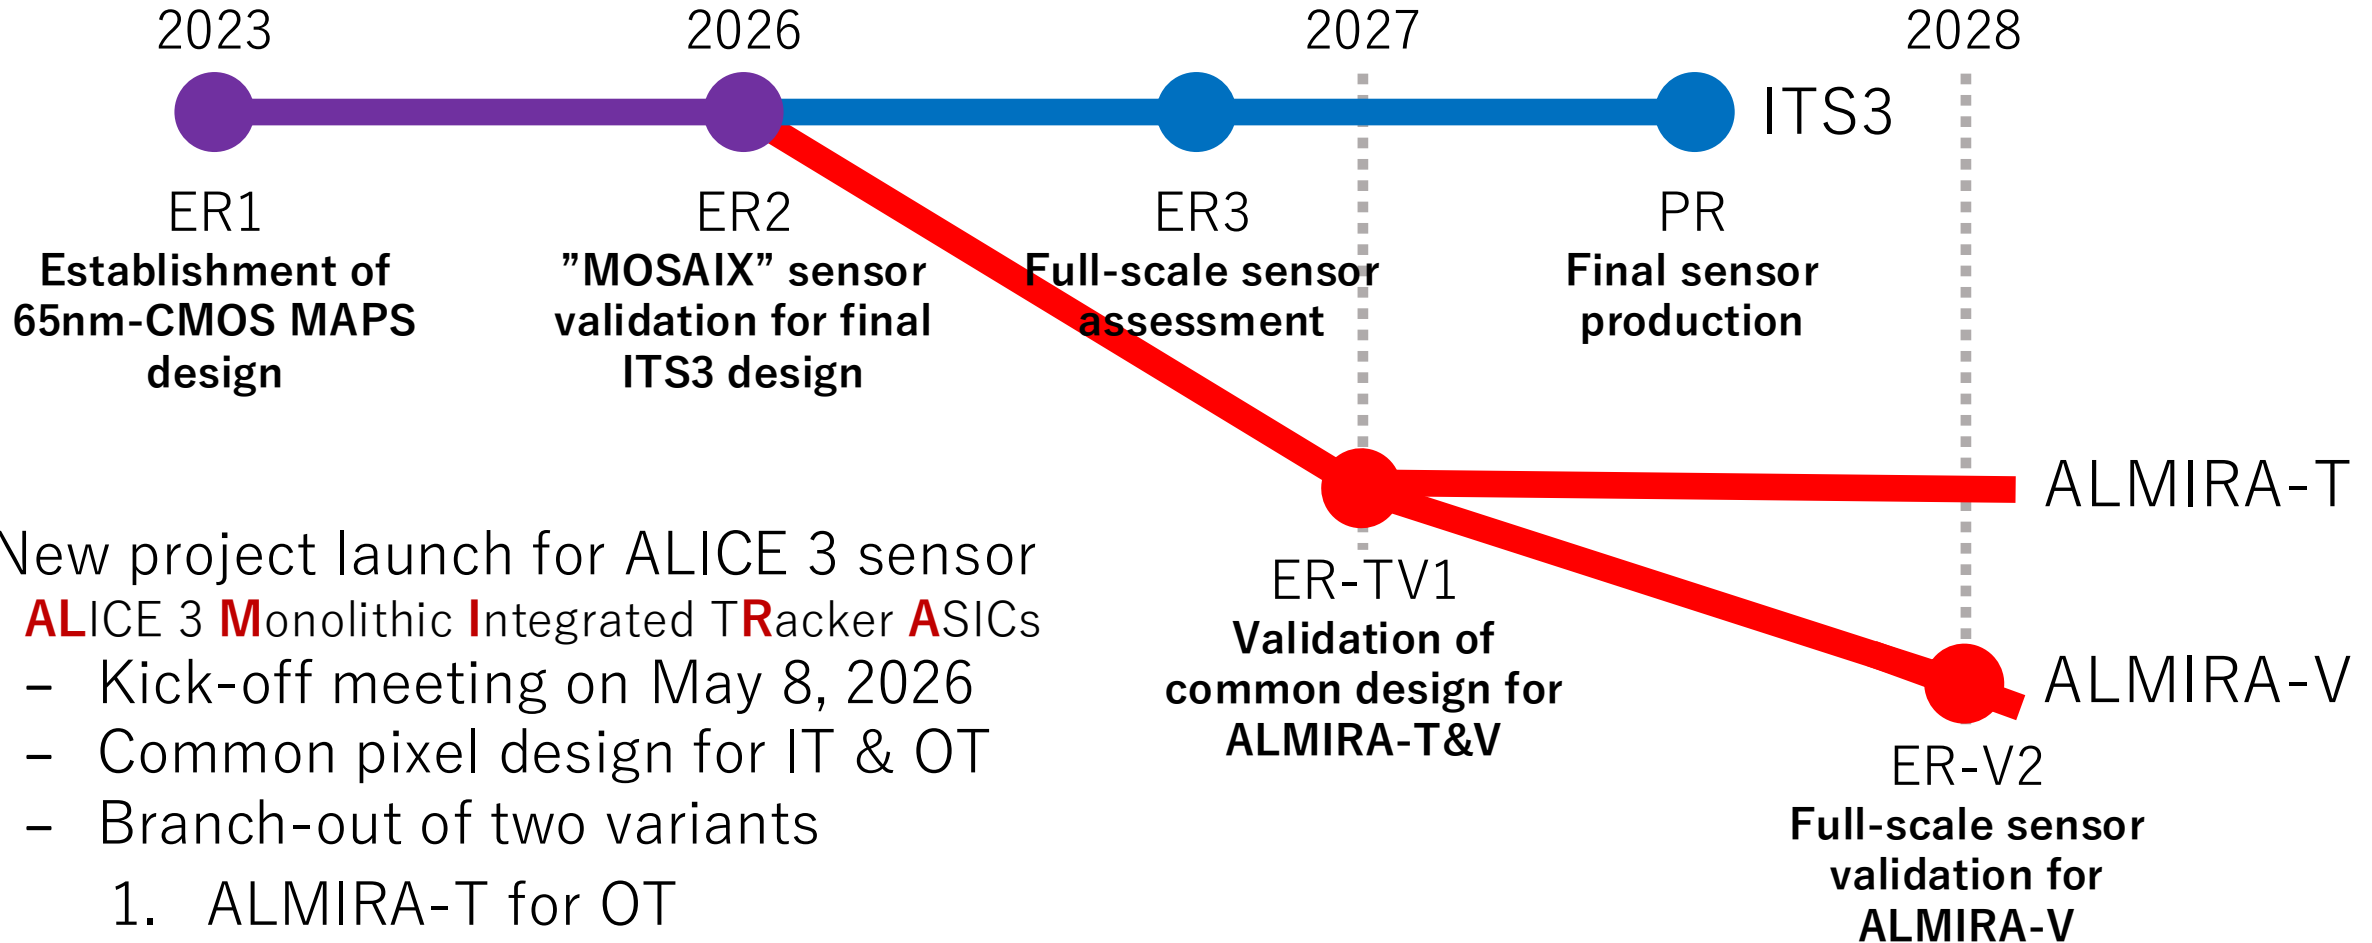 2023
2026
2027
2028
ITS3
ER1
Establishment of
65nm-CMOS MAPS
design
ER2
”MOSAIX” sensor
validation for final
ITS3 design
ER3
Full-scale sensor
assessment
PR
Final sensor
production
ALMIRA-T
ER-TV1
Validation of
common design for
ALMIRA-T&V
ALMIRA-V
ER-V2
Full-scale sensor
validation for
ALMIRA-V
New project launch for ALICE 3 sensor
ALICE 3 Monolithic Integrated TRacker ASICs
– Kick-off meeting on May 8, 2026
– Common pixel design for IT & OT
– Branch-out of two variants
1. ALMIRA-T for OT